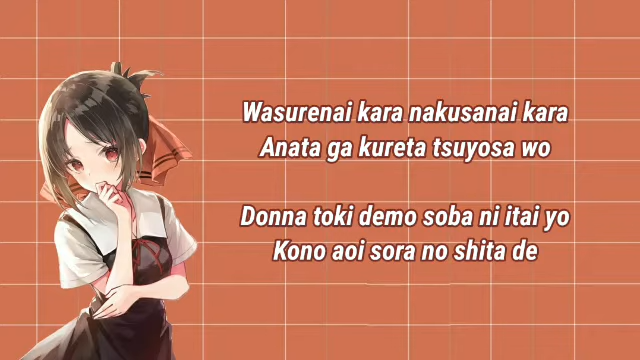 Wasurenai kara nakusanai kara
Anata ga kureta tsuyosa wo
Donna toki demo soba ni itai yo
Kono aoi sora no shita de